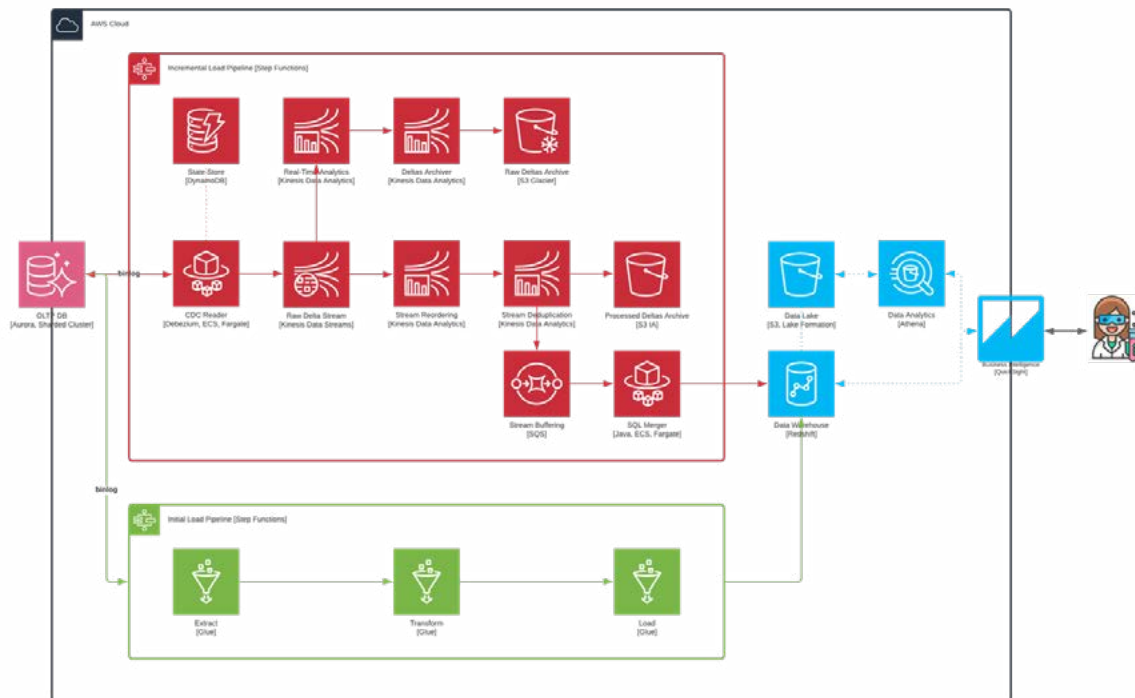 AWS Cloud
Incremental Load Pipeline [Step Functions]
State-Store
[DynamoDB]
Real-Time Analytics
[Kinesis Data Analytics]
Deltas Archiver
[Kinesis Data Analytics]
Raw Deltas Archive
[S3 Glacier]
binlog
OLTP DB
[Aurora, Sharded Cluster]
CDC Reader
[Debezium, ECS, Fargate]
Raw Delta Stream
[Kinesis Data Streams]
Stream Reordering
[Kinesis Data Analytics]
Stream Deduplication
[Kinesis Data Analytics]
Processed Deltas Archive
[S3 IA]
Data Lake
[S3, Lake Formation]
Data Analytics
[Athena]
Business Intelligence
[QuickSight]
Stream Buffering
[SQS]
SQL Merger
[Java, ECS, Fargate]
Data Warehouse
[Redshift]
binlog
Initial Load Pipeline [Step Functions]
Extract
[Glue]
Transform
[Glue]
Load
[Glue]